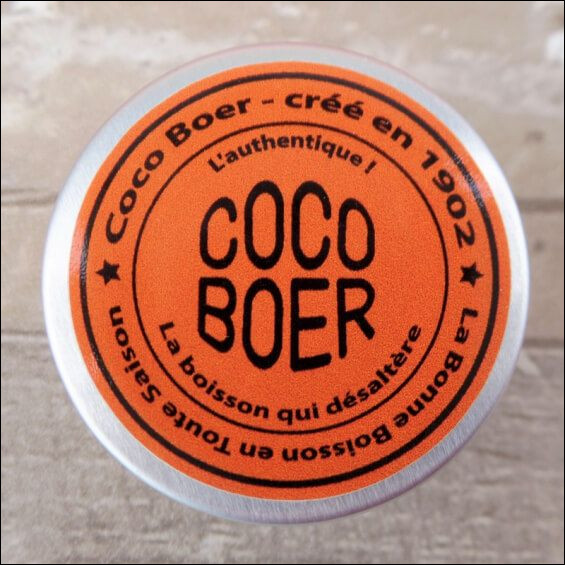 Coco Boer - créé en 1902
L'authentique !
COCO
BOER
La boisson qui désaltère
La Bonne Boisson en Toute Saison